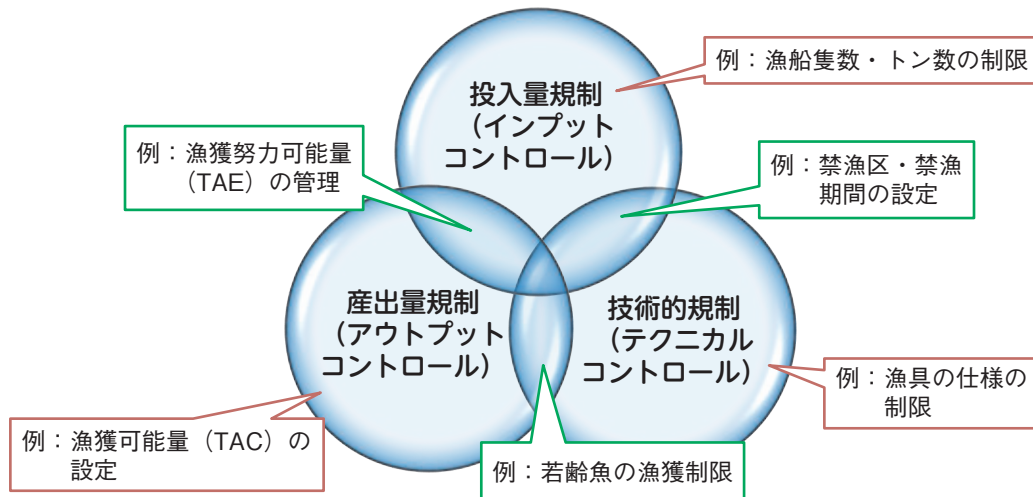 例：漁船隻数・トン数の制限
投入量規制
（インプット
コントロール）
例：漁獲努力可能量
（TAE）の管理
例：禁漁区・禁漁
期間の設定
産出量規制
（アウトプット
コントロール）
技術的規制
（テクニカル
コントロール）
例：漁具の仕様の
制限
例：漁獲可能量（TAC）の
設定
例：若齢魚の漁獲制限